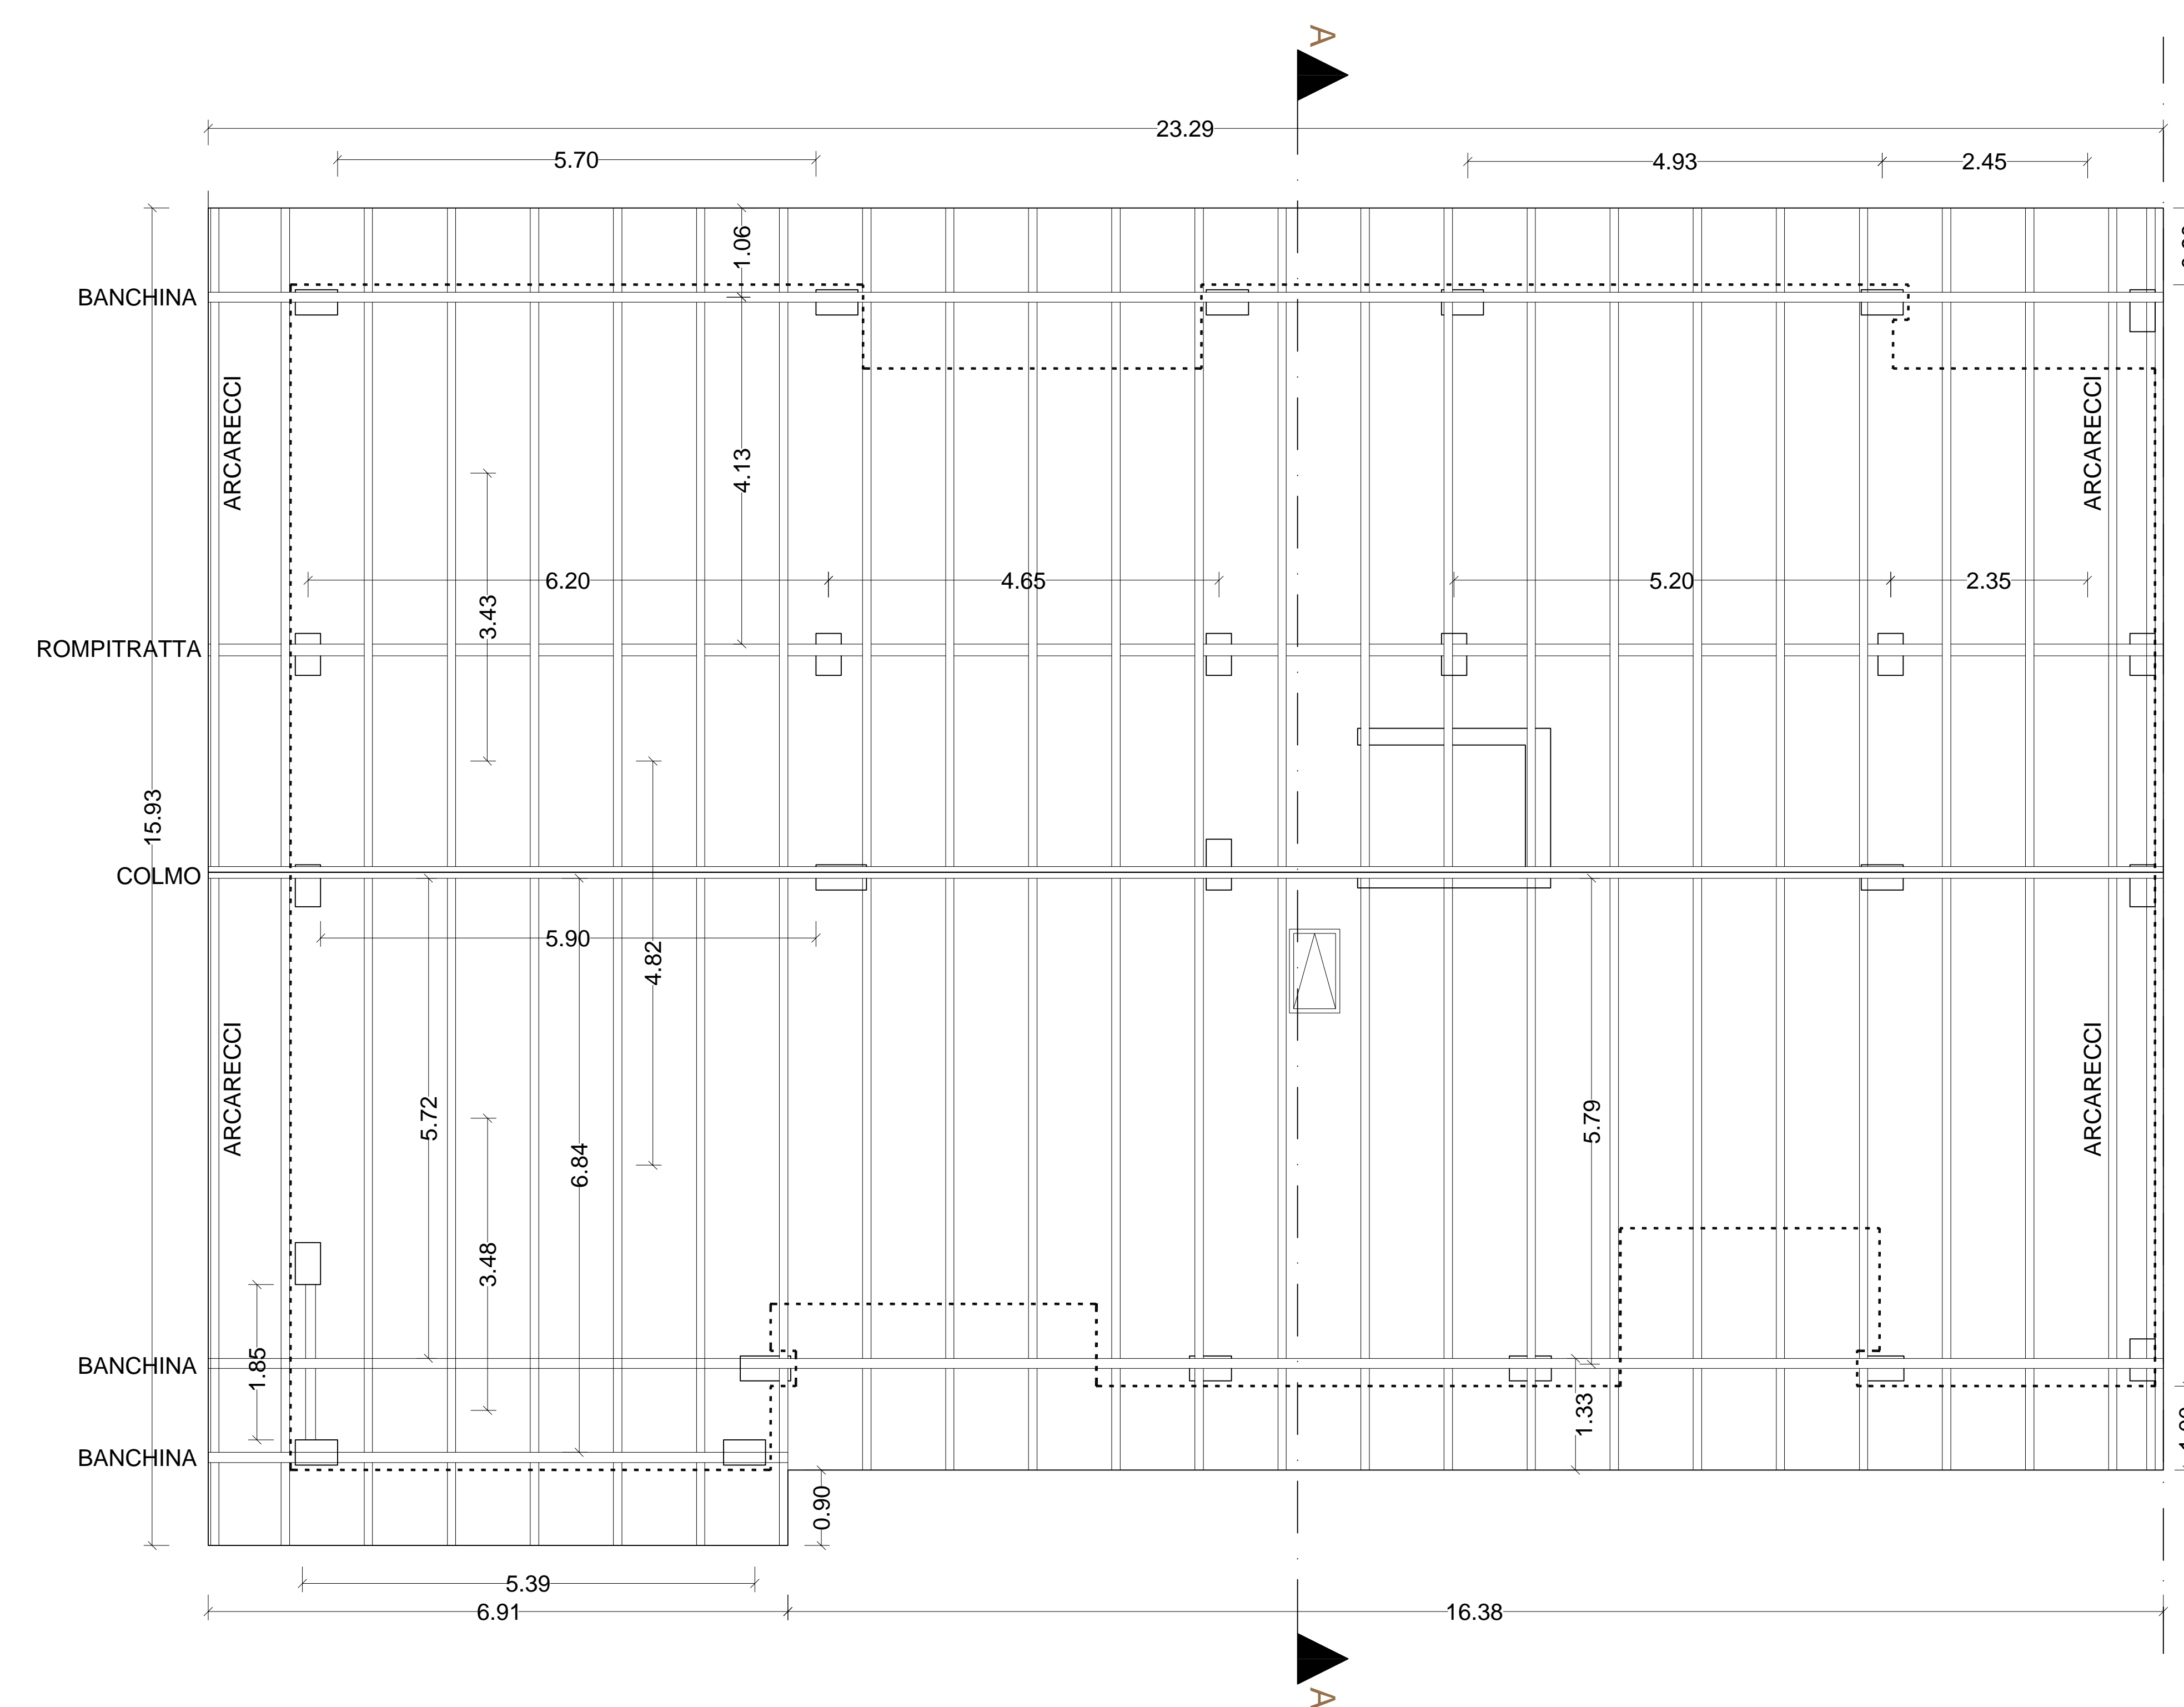 A
23.29
5.70
4.93
2.45
1.06
BANCHINA
ARCARECCI
ARCARECCI
4.13
6.20
4.65
5.20
2.35
3.43
ROMPITRATTA
15.93
COLMO
5.90
4.82
ARCARECCI
ARCARECCI
5.72
5.79
6.84
3.48
1.85
BANCHINA
1.33
BANCHINA
0.90
5.39
6.91
16.38
A